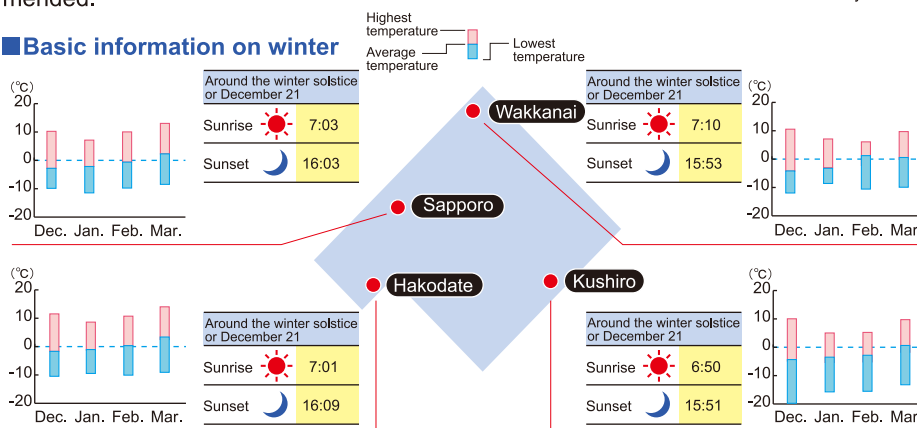 mended.
■Basic information on winter
Highest
temperature
Average
temperature
Lowest
temperature
(℃)
20
10
0
-10
-20
Dec. Jan. Feb. Mar.
Around the winter solstice
or December 21
Sunrise 7:03
Sunset 16:03
Wakkanai
Sapporo
Hakodate
Kushiro
Around the winter solstice
or December 21
Sunrise 7:10
Sunset 15:53
(℃)
20
10
0
-10
-20
Dec. Jan. Feb. Mar
(℃)
20
10
0
-10
-20
Dec. Jan. Feb. Mar.
Around the winter solstice
or December 21
Sunrise 7:01
Sunset 16:09
Around the winter solstice
or December 21
Sunrise 6:50
Sunset 15:51
(℃)
20
10
0
-10
-20
Dec. Jan. Feb. Mar.